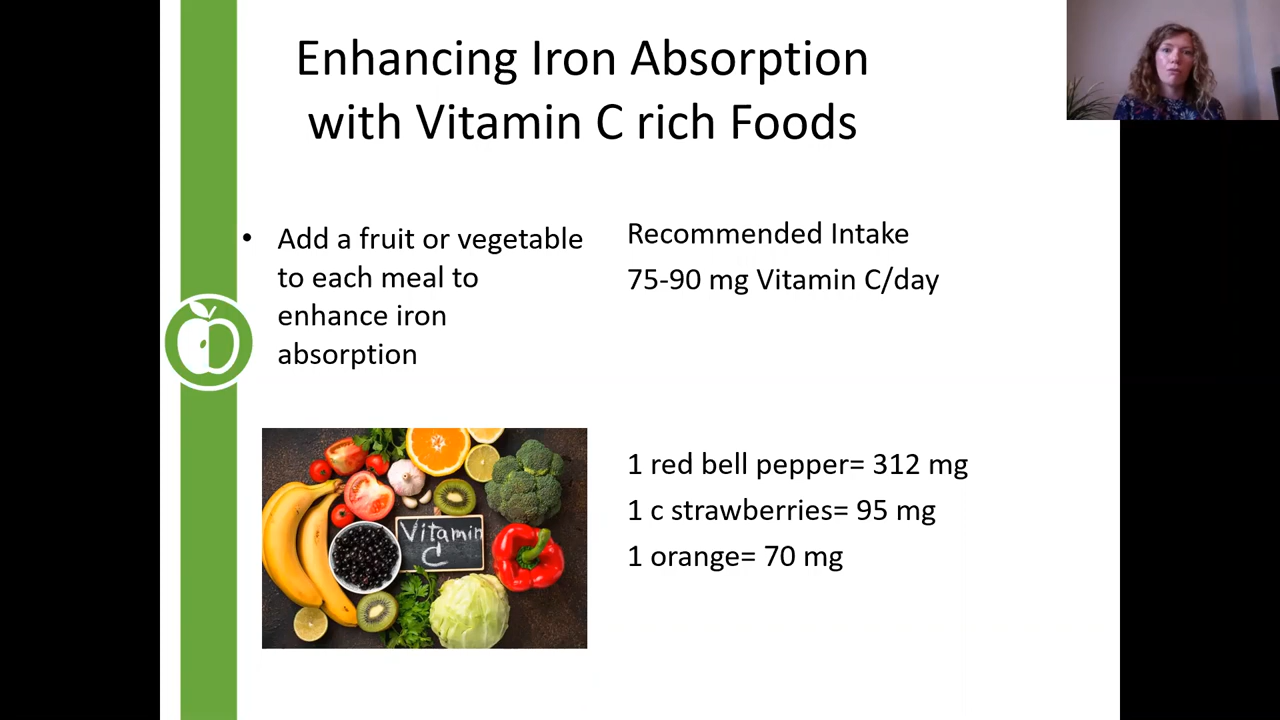 Enhancing Iron Absorption
with Vitamin C rich Foods
• Add a fruit or vegetable
to each meal to
enhance iron
absorption
Recommended Intake
75-90 mg Vitamin C/day
Vitamin
C
1 red bell pepper= 312 mg
1 c strawberries= 95 mg
1 orange= 70 mg